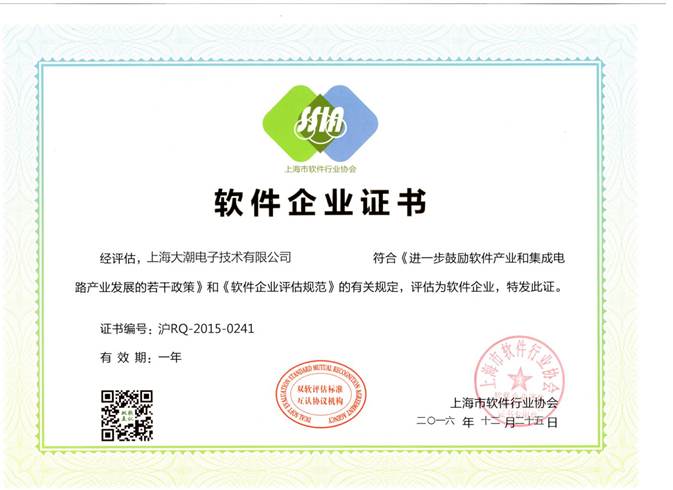 SSIA
上海市软件行业协会
软件企业证书
经评估，上海大潮电子技术有限公司 符合《进一步鼓励软件产业和集成电
路产业发展的若干政策》和《软件企业评估规范》的有关规定，评估为软件企业，特发此证。
证书编号：沪RQ-2015-0241
有 效 期：一年
DUAL SOFT EVALUATION STANDARD MUTUAL RECOGNITION AGREEMENT AGENCY
双软评估标准
互认协议机构
上海市软件行业协会
上海市软件行业协会
二〇一六 年 十二 月 二十五 日